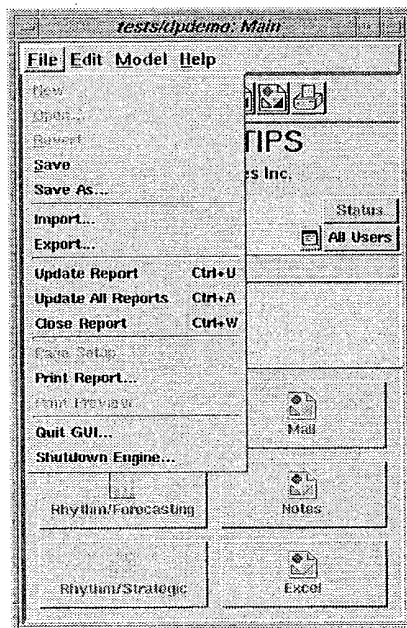 tests/dpdemo: Main
File Edit Model Help
New
Open...
Revert
Save
Save As...
Import...
Export...
Update Report Ctrl+U
Update All Reports Ctrl+A
Close Report Ctrl+W
Page Setup
Print Report...
Print Preview
Quit GUI...
Shutdown Engine...
TIPS
es Inc.
Status
All Users
Mail
Rhythm/Forecasting
Notes
Rhythm/Strategic
Excel